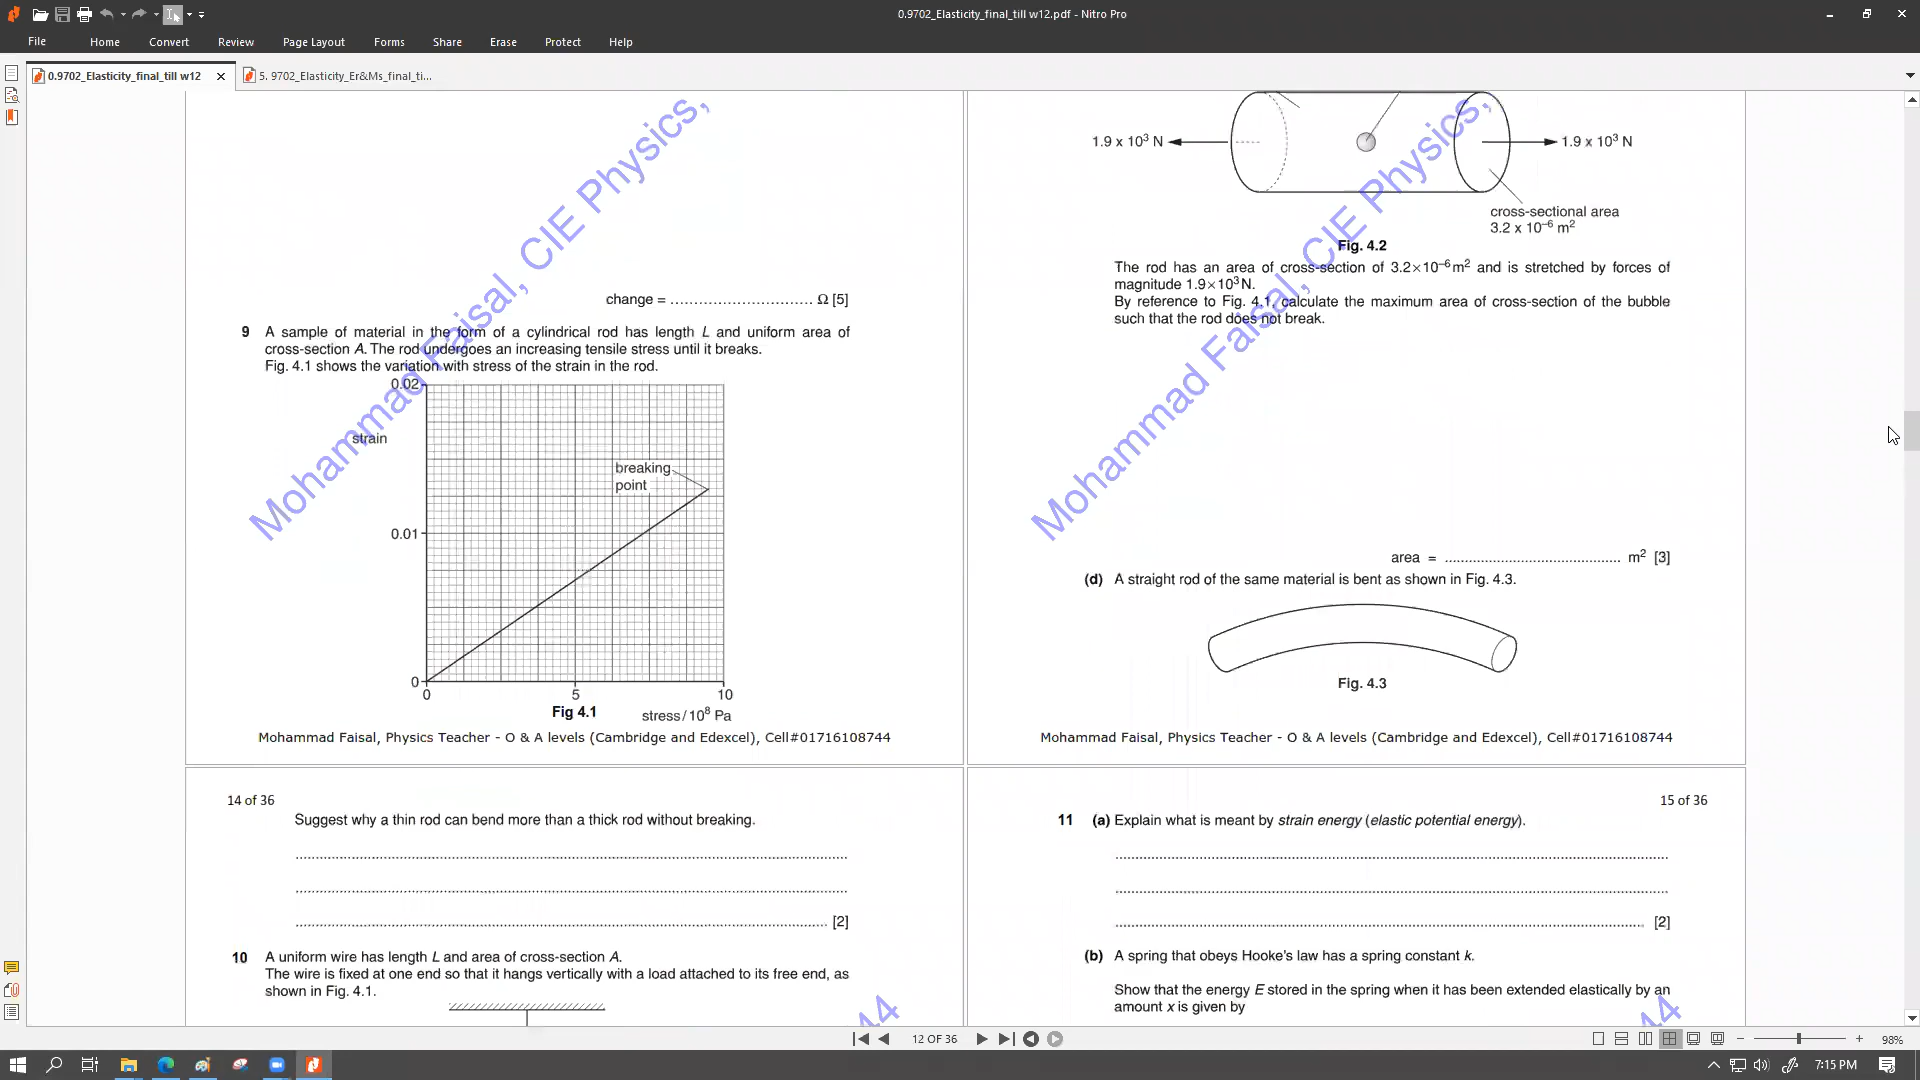 0.9702_Elasticity_final_till w12.pdf - Nitro Pro
File Home Convert Review Page Layout Forms Share Erase Protect Help
0.9702_Elasticity_final_till w12
5. 9702_Elasticity_Er&Ms_final_ti...
change = .............................. Ω [5]
9 A sample of material in the form of a cylindrical rod has length L and uniform area of
cross-section A. The rod undergoes an increasing tensile stress until it breaks.
Fig. 4.1 shows the variation with stress of the strain in the rod.
0.02
strain
breaking
point
0.01
0
0 5 10
Fig 4.1 stress/10⁸ Pa
Mohammad Faisal, CIE Physics,
Mohammad Faisal, Physics Teacher - O & A levels (Cambridge and Edexcel), Cell#01716108744
1.9 x 10³ N
1.9 x 10³ N
cross-sectional area
3.2 x 10⁻⁶ m²
Fig. 4.2
The rod has an area of cross-section of 3.2×10⁻⁶m² and is stretched by forces of
magnitude 1.9×10³N.
By reference to Fig. 4.1, calculate the maximum area of cross-section of the bubble
such that the rod does not break.
area = .......................................... m² [3]
(d) A straight rod of the same material is bent as shown in Fig. 4.3.
Fig. 4.3
Mohammad Faisal, CIE Physics,
Mohammad Faisal, Physics Teacher - O & A levels (Cambridge and Edexcel), Cell#01716108744
14 of 36
Suggest why a thin rod can bend more than a thick rod without breaking.
[2]
10 A uniform wire has length L and area of cross-section A.
The wire is fixed at one end so that it hangs vertically with a load attached to its free end, as
shown in Fig. 4.1.
44
15 of 36
11 (a) Explain what is meant by strain energy (elastic potential energy).
[2]
(b) A spring that obeys Hooke's law has a spring constant k.
Show that the energy E stored in the spring when it has been extended elastically by an
amount x is given by
44
12 OF 36
98%
7:15 PM